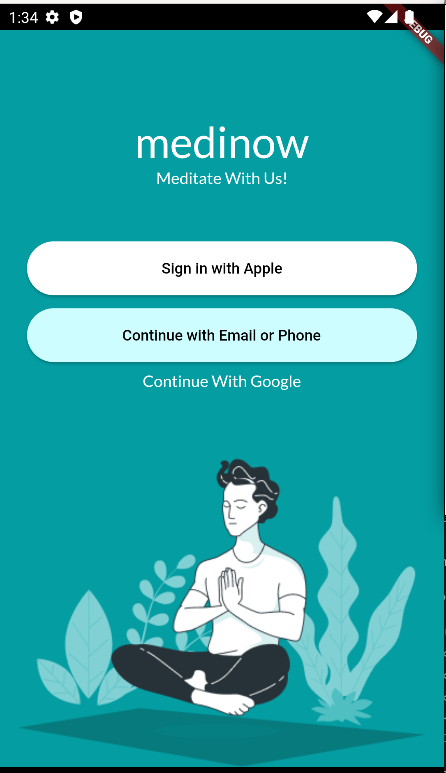 1:34
DEBUG
medinow
Meditate With Us!
Sign in with Apple
Continue with Email or Phone
Continue With Google